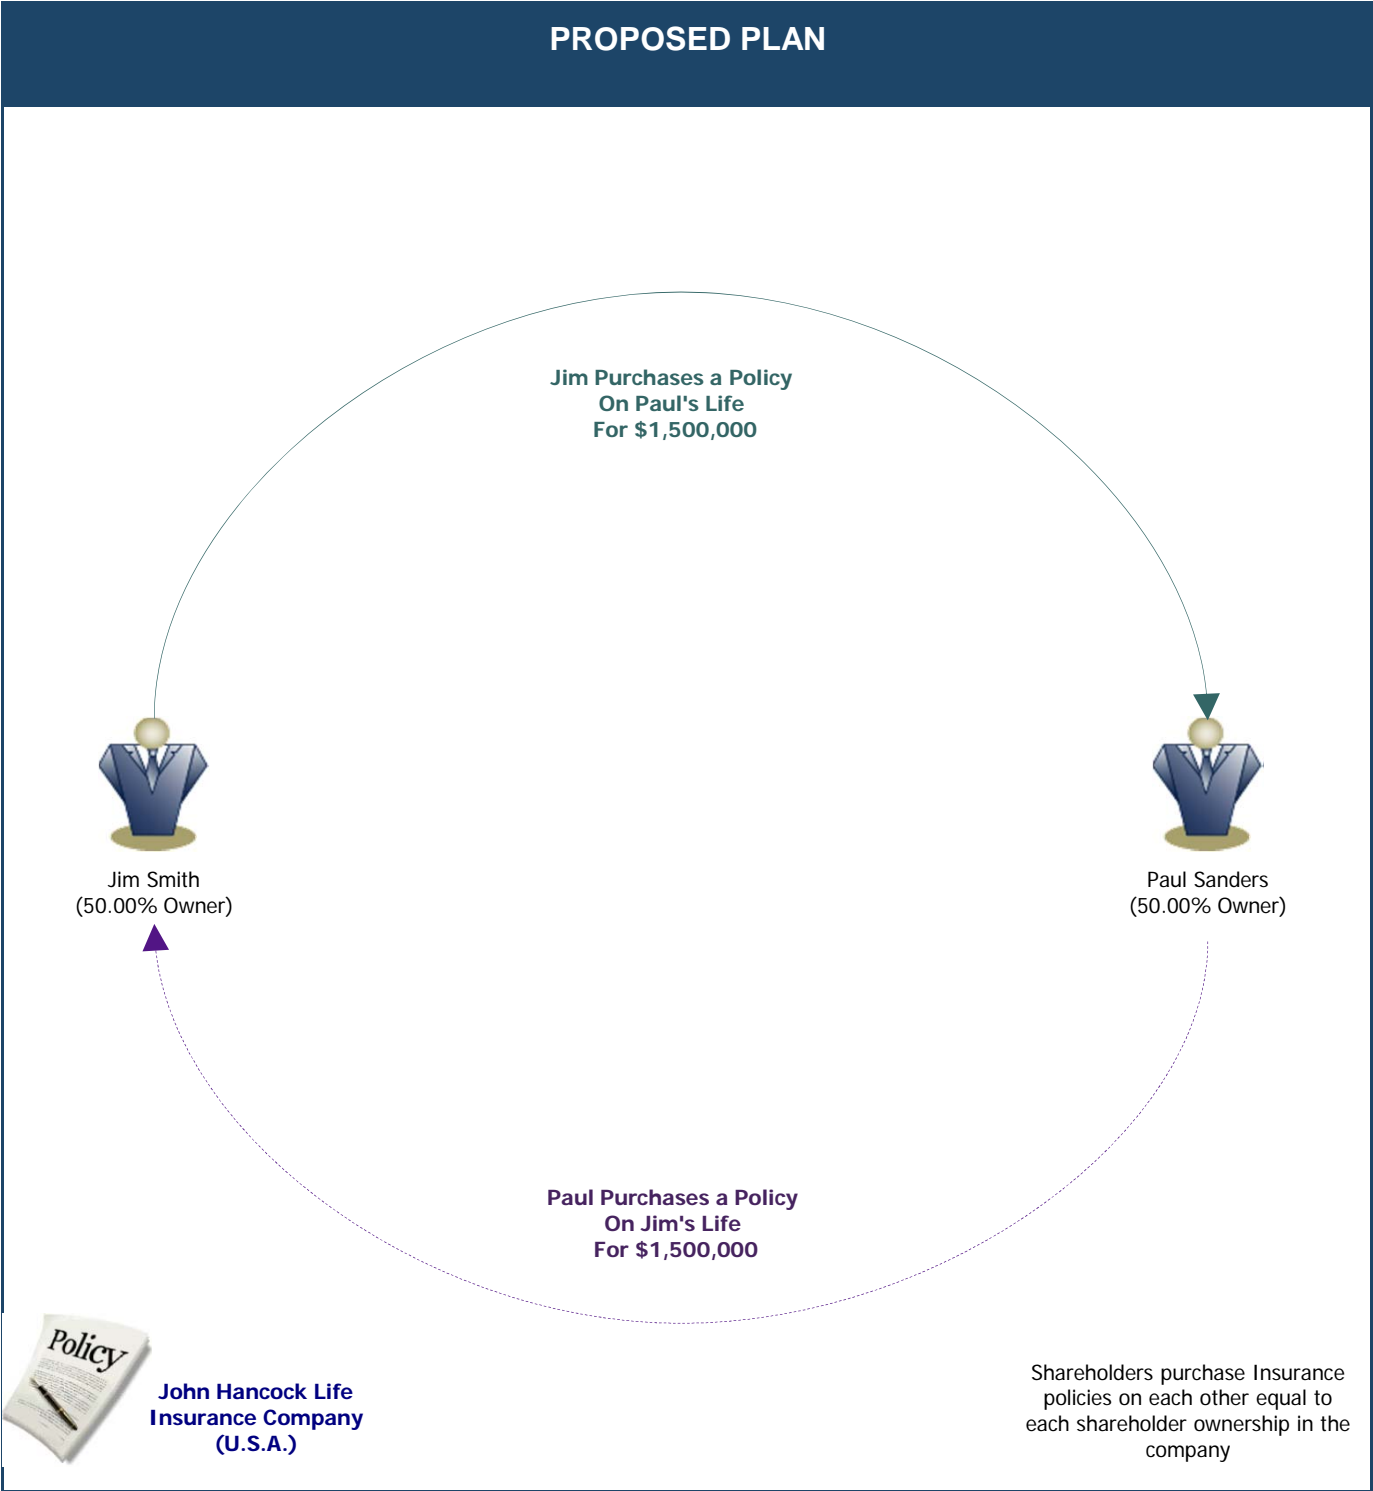 PROPOSED PLAN
Jim Purchases a Policy
On Paul's Life
For $1,500,000
Jim Smith
(50.00% Owner)
Paul Sanders
(50.00% Owner)
Paul Purchases a Policy
On Jim's Life
For $1,500,000
Policy
John Hancock Life
Insurance Company
(U.S.A.)
Shareholders purchase Insurance
policies on each other equal to
each shareholder ownership in the
company